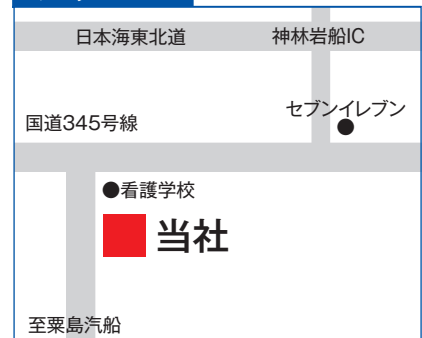 日本海東北道
神林岩船IC
セブンイレブン
国道345号線
看護学校
当社
至粟島汽船